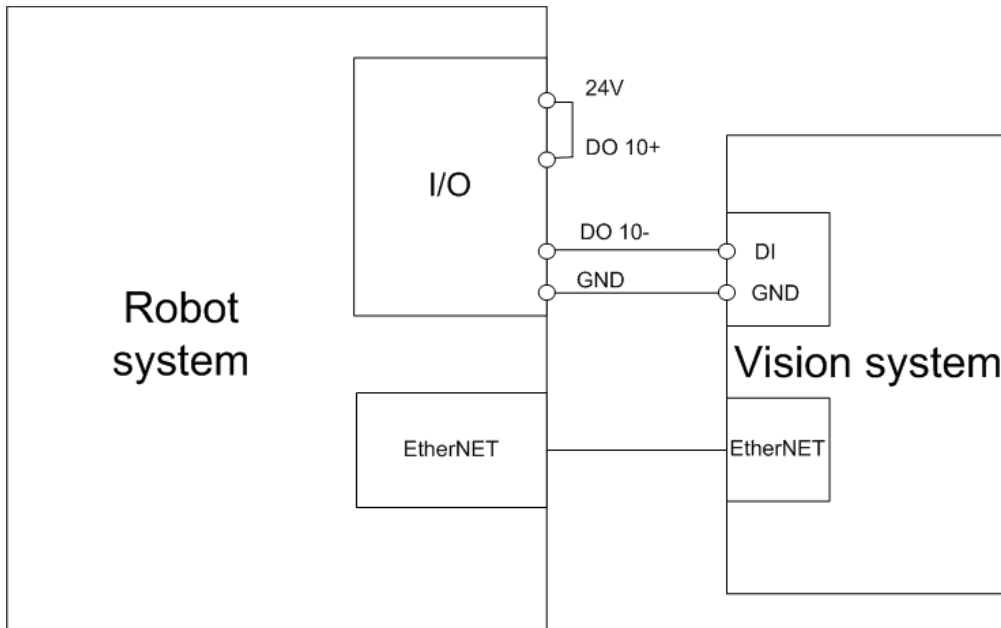 24V
DO 10+
I/O
DO 10-
DI
GND
GND
Robot
system
Vision system
EtherNET
EtherNET